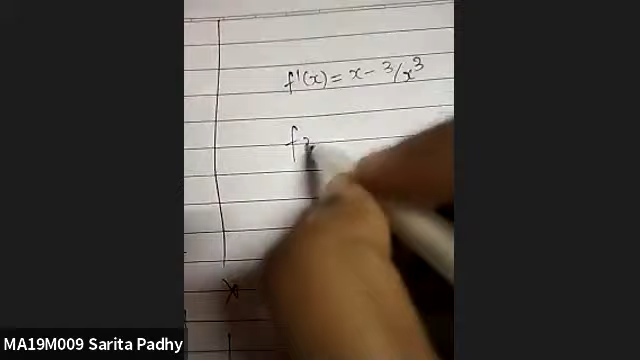 f'(x) = x - 3/x³
f
MA19M009 Sarita Padhy